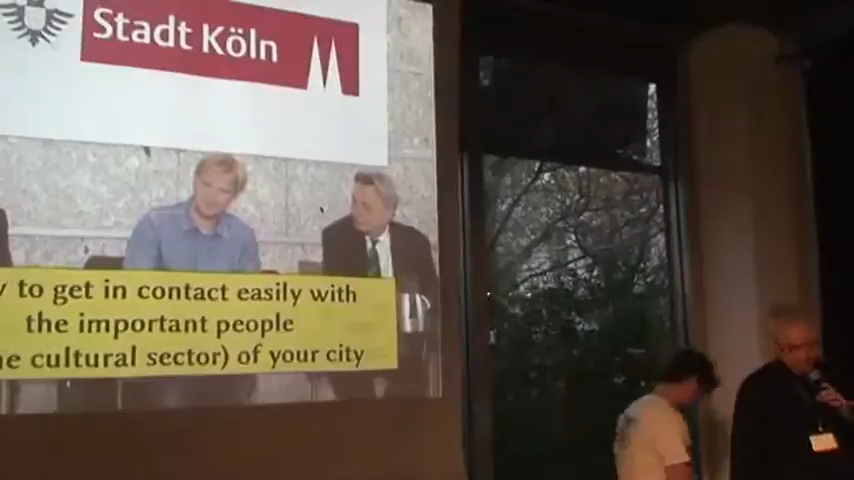 Stadt Köln
to get in contact easily with
the important people
cultural sector) of your city